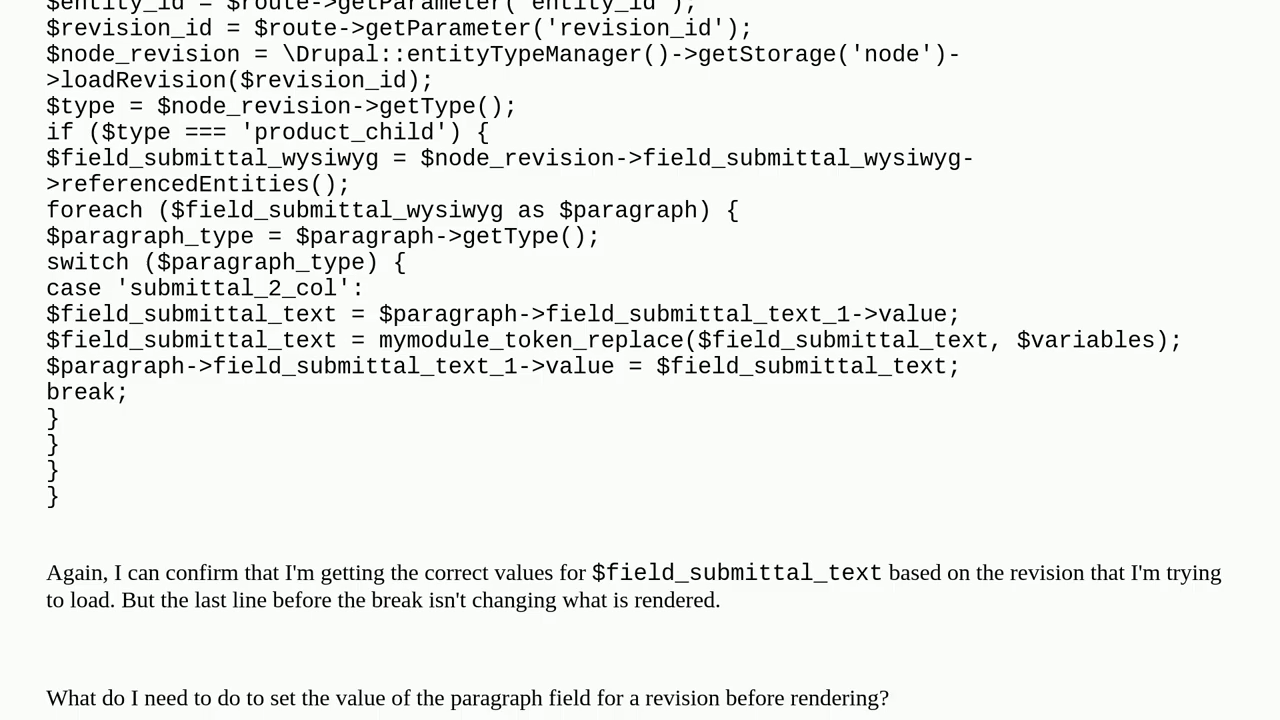 $entity_id = $route->getParameter('entity_id');
$revision_id = $route->getParameter('revision_id');
$node_revision = \Drupal::entityTypeManager()->getStorage('node')-
>loadRevision($revision_id);
$type = $node_revision->getType();
if ($type === 'product_child') {
$field_submittal_wysiwyg = $node_revision->field_submittal_wysiwyg-
>referencedEntities();
foreach ($field_submittal_wysiwyg as $paragraph) {
$paragraph_type = $paragraph->getType();
switch ($paragraph_type) {
case 'submittal_2_col':
$field_submittal_text = $paragraph->field_submittal_text_1->value;
$field_submittal_text = mymodule_token_replace($field_submittal_text, $variables);
$paragraph->field_submittal_text_1->value = $field_submittal_text;
break;
}
}
}
}
Again, I can confirm that I'm getting the correct values for $field_submittal_text based on the revision that I'm trying
to load. But the last line before the break isn't changing what is rendered.
What do I need to do to set the value of the paragraph field for a revision before rendering?